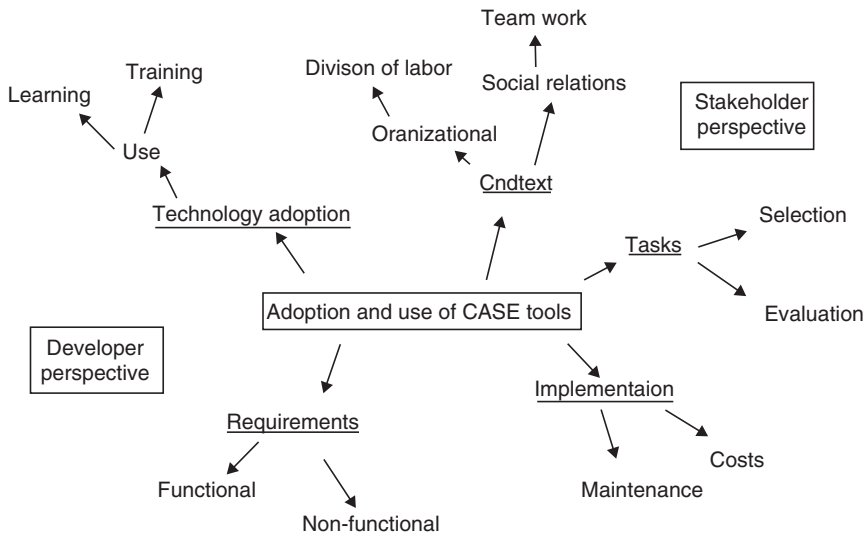 Team work
Divison of labor
Social relations
Training
Learning
Stakeholder
perspective
Oranizational
Use
Cndtext
Technology adoption
Selection
Tasks
Adoption and use of CASE tools
Evaluation
Developer
perspective
Implementaion
Requirements
Costs
Functional
Maintenance
Non-functional